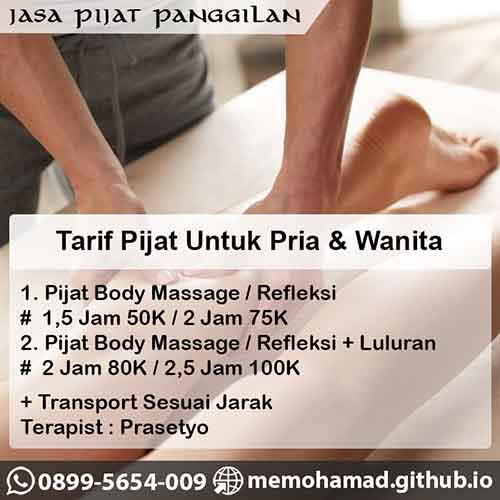 JASA PIJAT PANGGILAN
Tarif Pijat Untuk Pria & Wanita
1. Pijat Body Massage / Refleksi
# 1,5 Jam 50K / 2 Jam 75K
2. Pijat Body Massage / Refleksi + Luluran
# 2 Jam 80K / 2,5 Jam 100K
+ Transport Sesuai Jarak
Terapist : Prasetyo
0899-5654-009 memohamad.github.io